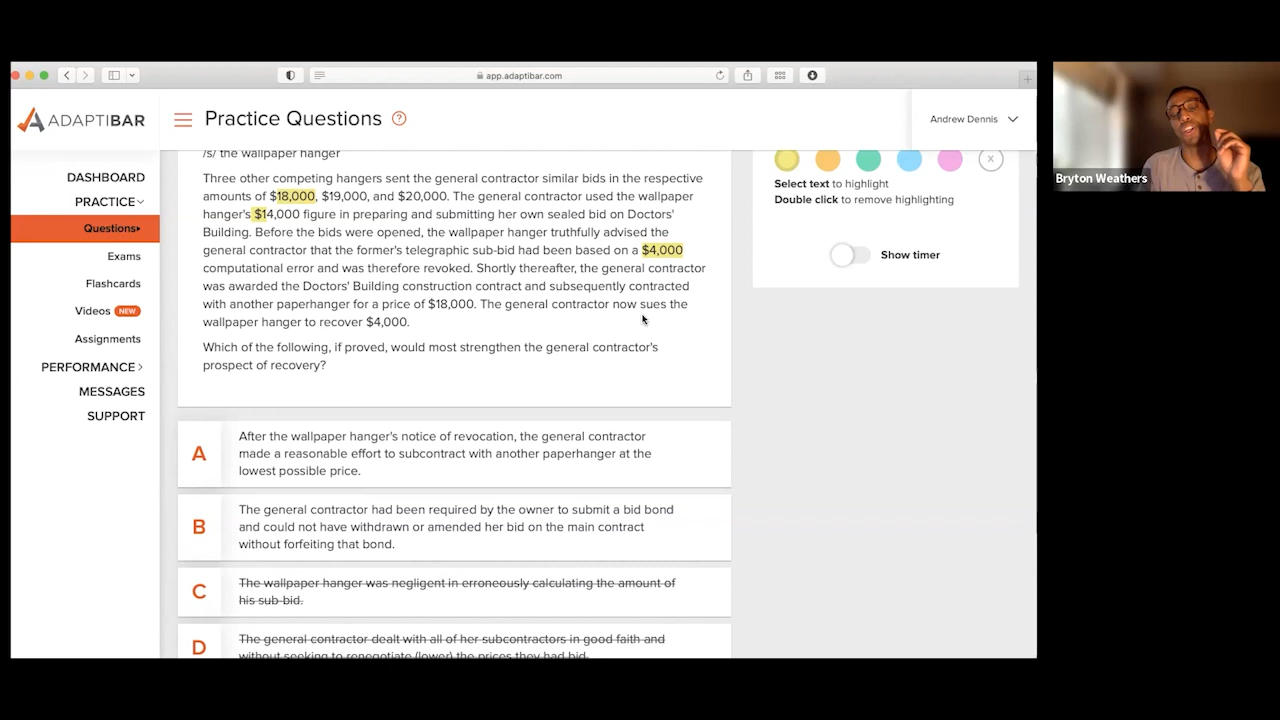 app.adaptibar.com
ADAPTIBAR
Practice Questions ?
Andrew Dennis
DASHBOARD
PRACTICE
Questions
Exams
Flashcards
Videos NEW
Assignments
PERFORMANCE
MESSAGES
SUPPORT
/s/ the wallpaper hanger
Three other competing hangers sent the general contractor similar bids in the respective
amounts of $18,000, $19,000, and $20,000. The general contractor used the wallpaper
hanger's $14,000 figure in preparing and submitting her own sealed bid on Doctors'
Building. Before the bids were opened, the wallpaper hanger truthfully advised the
general contractor that the former's telegraphic sub-bid had been based on a $4,000
computational error and was therefore revoked. Shortly thereafter, the general contractor
was awarded the Doctors' Building construction contract and subsequently contracted
with another paperhanger for a price of $18,000. The general contractor now sues the
wallpaper hanger to recover $4,000.
Which of the following, if proved, would most strengthen the general contractor's
prospect of recovery?
A
After the wallpaper hanger's notice of revocation, the general contractor
made a reasonable effort to subcontract with another paperhanger at the
lowest possible price.
B
The general contractor had been required by the owner to submit a bid bond
and could not have withdrawn or amended her bid on the main contract
without forfeiting that bond.
C
The wallpaper hanger was negligent in erroneously calculating the amount of
his sub-bid.
D
The general contractor dealt with all of her subcontractors in good faith and
without seeking to renegotiate (lower) the prices they had bid.
X
Select text to highlight
Double click to remove highlighting
Show timer
Bryton Weathers